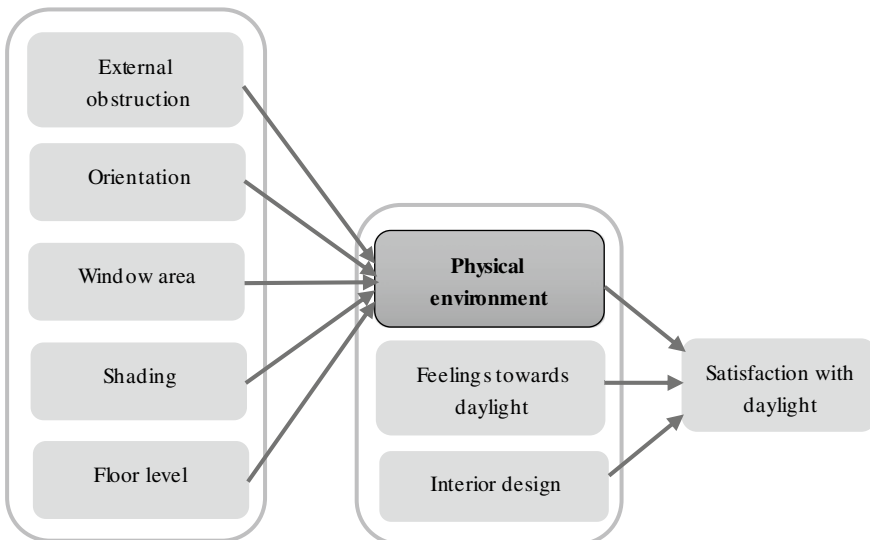 External
obstruction
Orientation
Window area
Shading
Floor level
Physical
environment
Feelings towards
daylight
Interior design
Satisfaction with
daylight